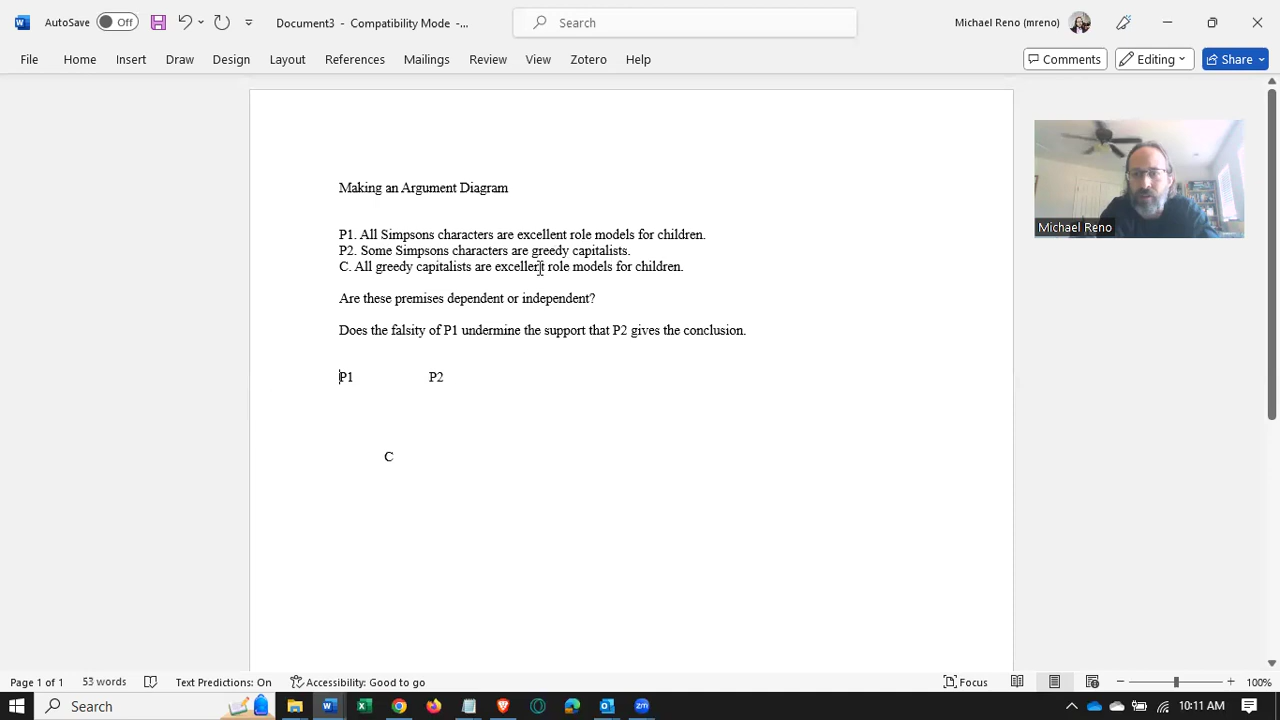 AutoSave Off Document3 - Compatibility Mode -... Search Michael Reno (mreno)
File Home Insert Draw Design Layout References Mailings Review View Zotero Help Comments Editing Share
Making an Argument Diagram
P1. All Simpsons characters are excellent role models for children.
P2. Some Simpsons characters are greedy capitalists.
C. All greedy capitalists are excellent role models for children.
Are these premises dependent or independent?
Does the falsity of P1 undermine the support that P2 gives the conclusion.
P1 P2
C
Michael Reno
Page 1 of 1 53 words Text Predictions: On Accessibility: Good to go Focus 100%
Search 10:11 AM